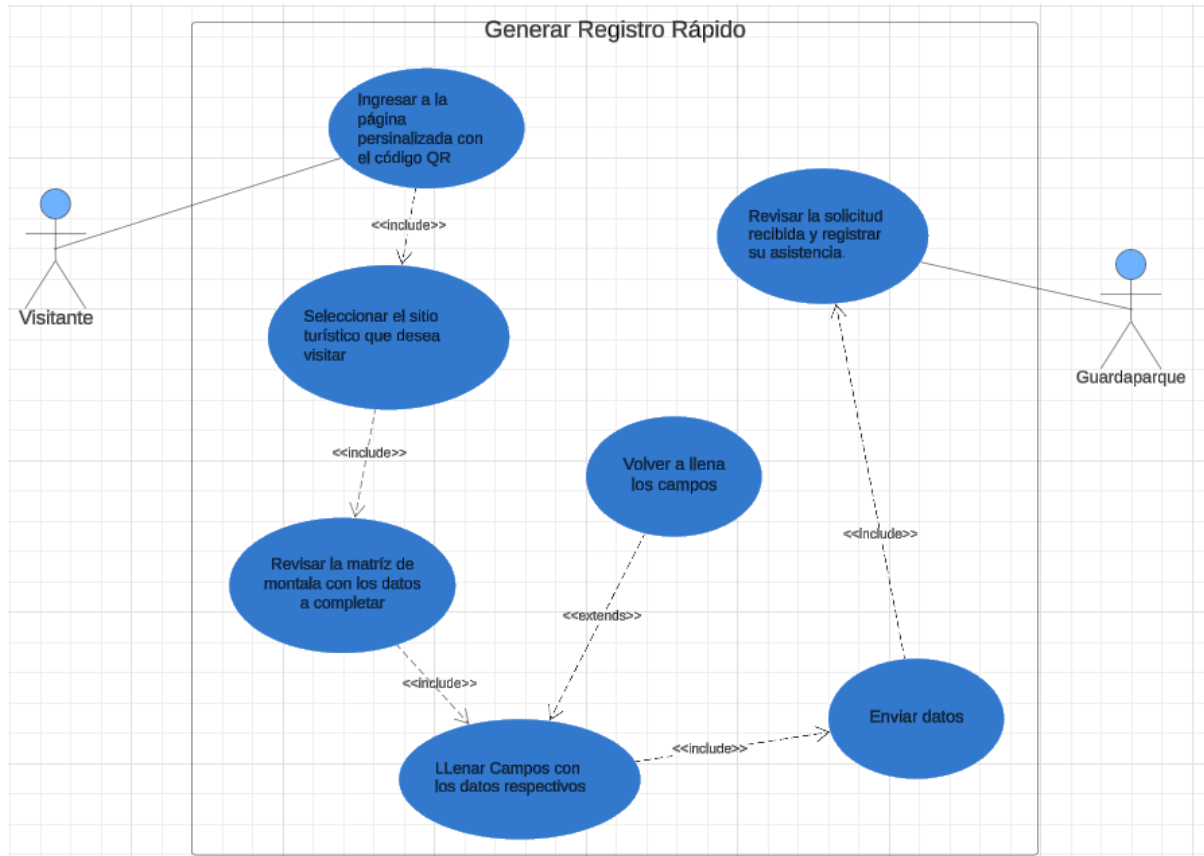 Generar Registro Rápido
Ingresar a la
página
persinalizada con
el código QR
<<include>>
Visitante
Seleccionar el sitio
turístico que desea
visitar
<<include>>
Revisar la matríz de
montala con los datos
a completar
<<include>>
LLenar Campos con
los datos respectivos
Volver a llena
los campos
<<extends>>
<<include>>
Enviar datos
<<include>>
Revisar la solicitud
recibida y registrar
su asistencia.
Guardaparque